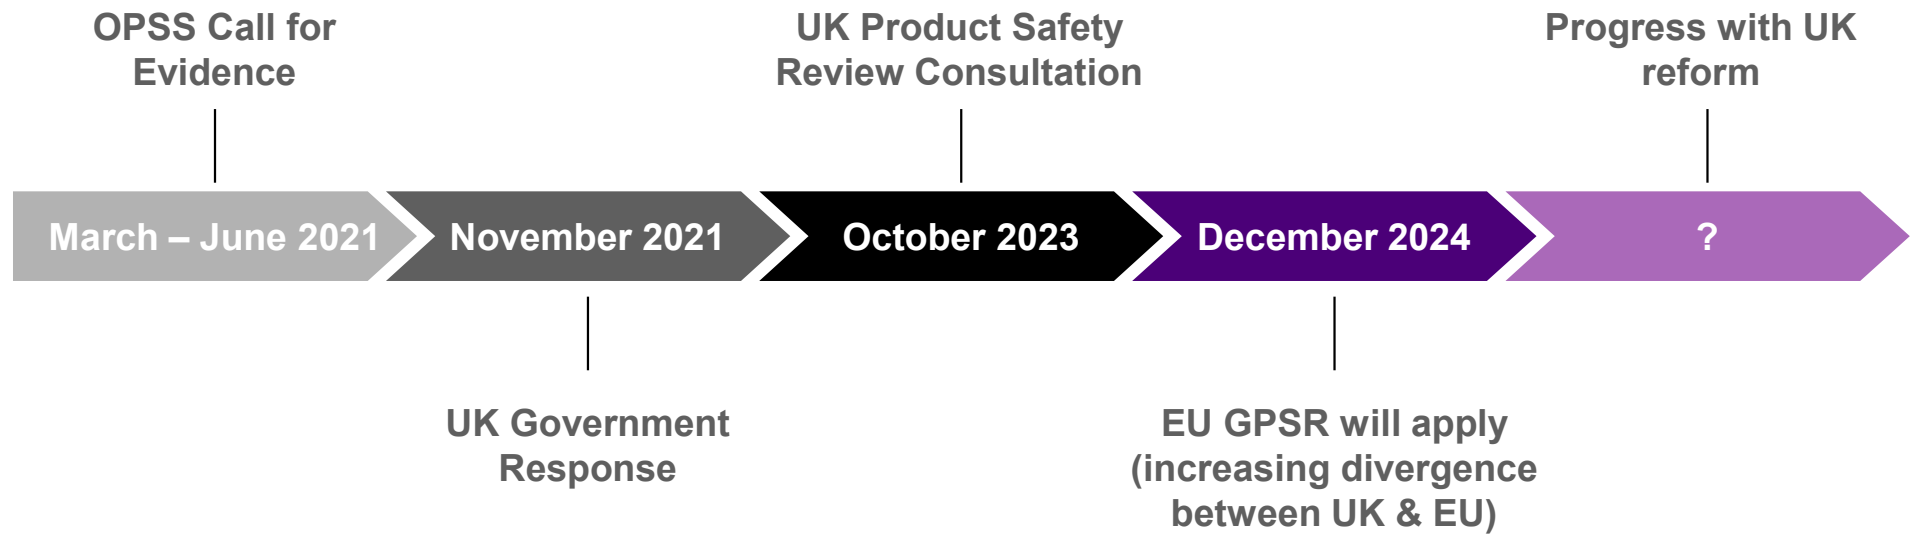 OPSS Call for
Evidence
UK Product Safety
Review Consultation
Progress with UK
reform
March – June 2021
November 2021
October 2023
December 2024
?
UK Government
Response
EU GPSR will apply
(increasing divergence
between UK & EU)